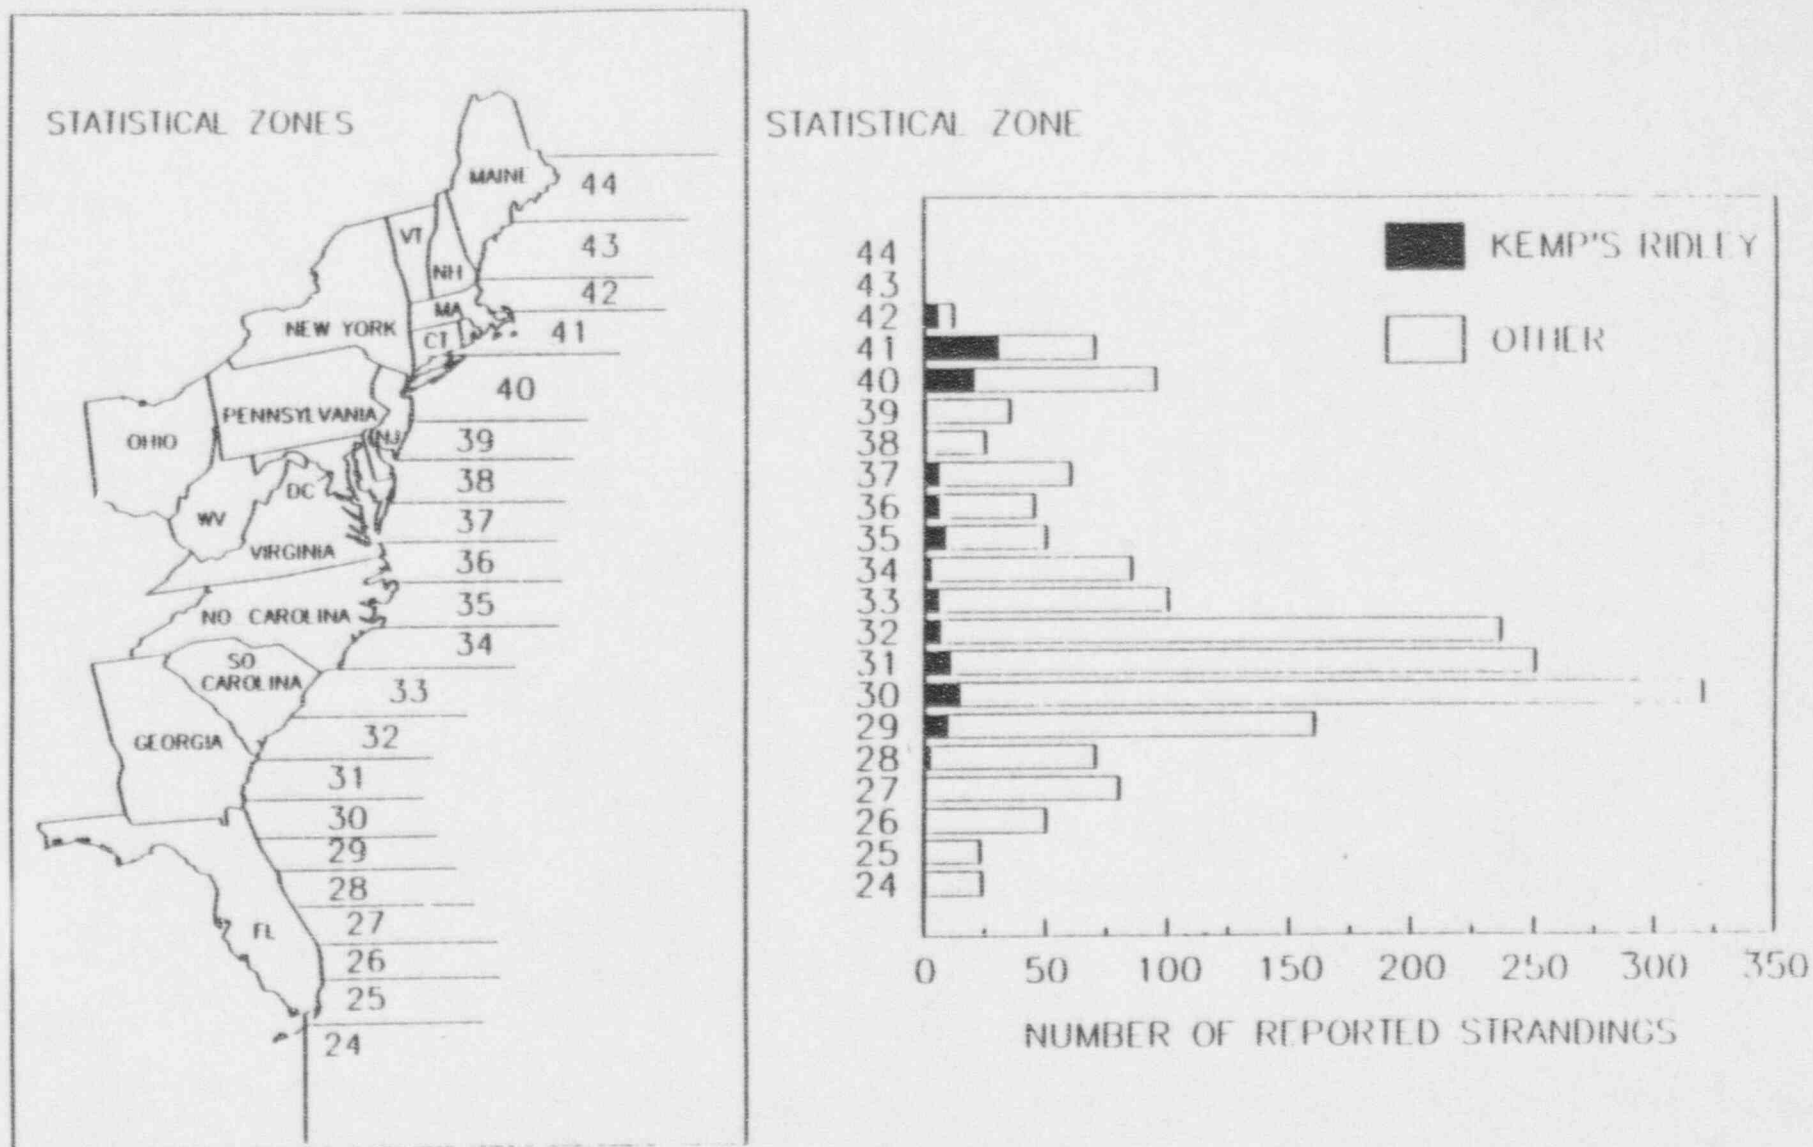 STATISTICAL ZONES
MAINE
44
VT
43
NH
42
MA
NEW YORK
CT
41
40
PENNSYLVANIA
OHIO
NJ
39
38
DC
WV
37
VIRGINIA
36
35
NO CAROLINA
34
SO
CAROLINA
33
GEORGIA
32
31
30
29
28
27
FL
26
25
24
STATISTICAL ZONE
KEMP'S RIDLEY
OTHER
44
43
42
41
40
39
38
37
36
35
34
33
32
31
30
29
28
27
26
25
24
0 50 100 150 200 250 300 350
NUMBER OF REPORTED STRANDINGS